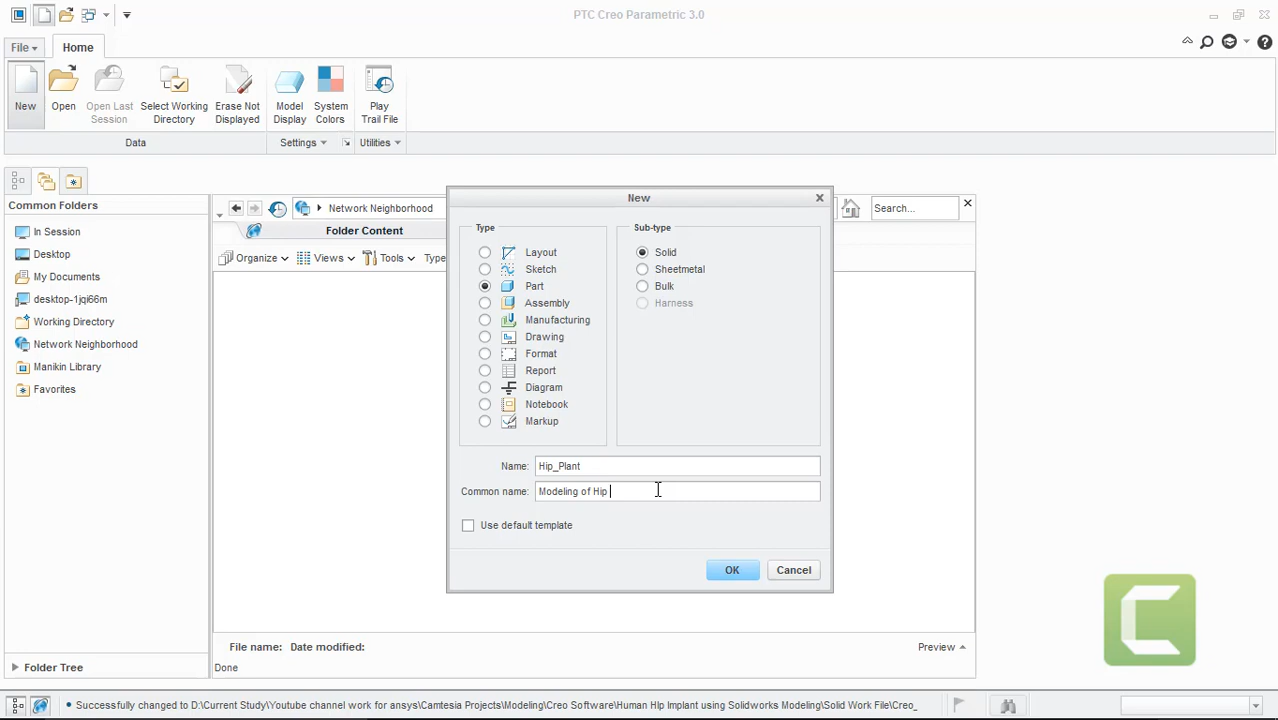 PTC Creo Parametric 3.0
File
Home
New
Open
Open Last Session
Select Working Directory
Erase Not Displayed
Model Display
System Colors
Play Trail File
Data
Settings
Utilities
Common Folders
In Session
Desktop
My Documents
desktop-1jqi66m
Working Directory
Network Neighborhood
Manikin Library
Favorites
Folder Tree
Network Neighborhood
Search...
Folder Content
Organize
Views
Tools
Type
New
Type
Layout
Sketch
Part
Assembly
Manufacturing
Drawing
Format
Report
Diagram
Notebook
Markup
Sub-type
Solid
Sheetmetal
Bulk
Harness
Name: Hip_Plant
Common name: Modeling of Hip
Use default template
OK
Cancel
File name: Date modified:
Preview
Done
Successfully changed to D:\Current Study\Youtube channel work for ansys\Camtesia Projects\Modeling\Creo Software\Human HIp Implant using Solidworks Modeling\Solid Work File\Creo_